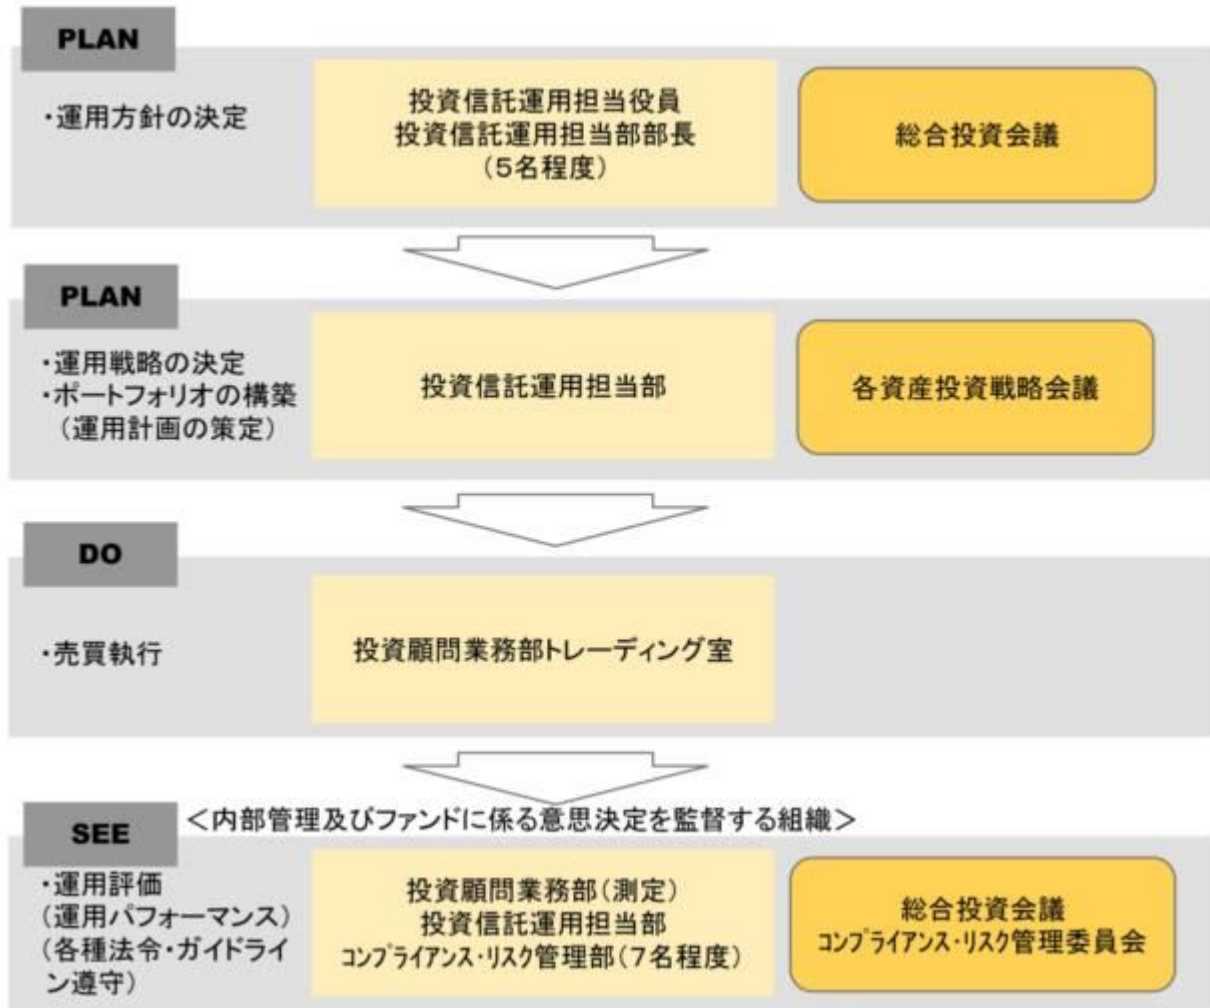 PLAN
・運用方針の決定
投資信託運用担当役員
投資信託運用担当部部長
(5名程度)
総合投資会議
PLAN
・運用戦略の決定
・ポートフォリオの構築
(運用計画の策定)
投資信託運用担当部
各資産投資戦略会議
DO
・売買執行
投資顧問業務部トレーディング室
SEE
＜内部管理及びファンドに係る意思決定を監督する組織＞
・運用評価
(運用パフォーマンス)
(各種法令・ガイドライ
ン遵守)
投資顧問業務部(測定)
投資信託運用担当部
ｺﾝﾌﾟﾗｲｱﾝｽ･ﾘｽｸ管理部(7名程度)
総合投資会議
ｺﾝﾌﾟﾗｲｱﾝｽ･ﾘｽｸ管理委員会